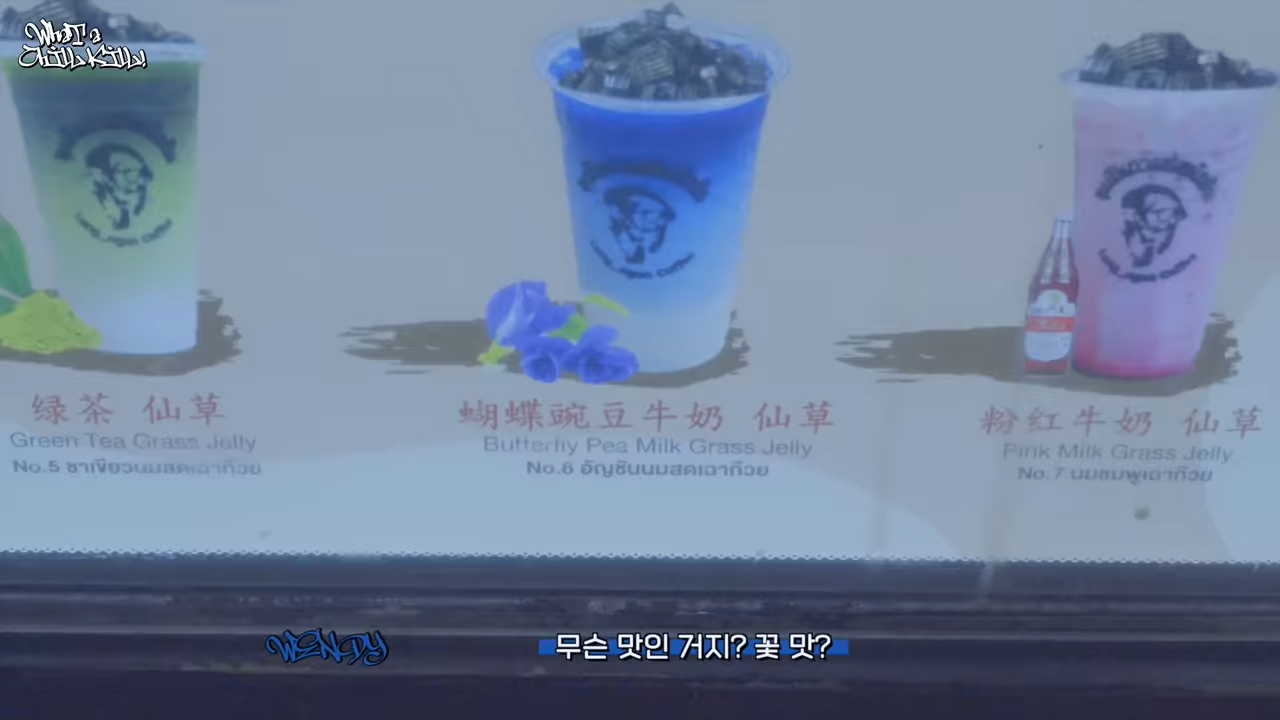 What a
Chill Kill!
绿茶 仙草
Green Tea Grass Jelly
No.5 ชาเขียวนมสดเฉาก๊วย
蝴蝶豌豆牛奶 仙草
Butterfly Pea Milk Grass Jelly
No.6 อัญชันนมสดเฉาก๊วย
粉红牛奶 仙草
Pink Milk Grass Jelly
No.7 นมชมพูเฉาก๊วย
WENDY
무슨 맛인 거지? 꽃 맛?